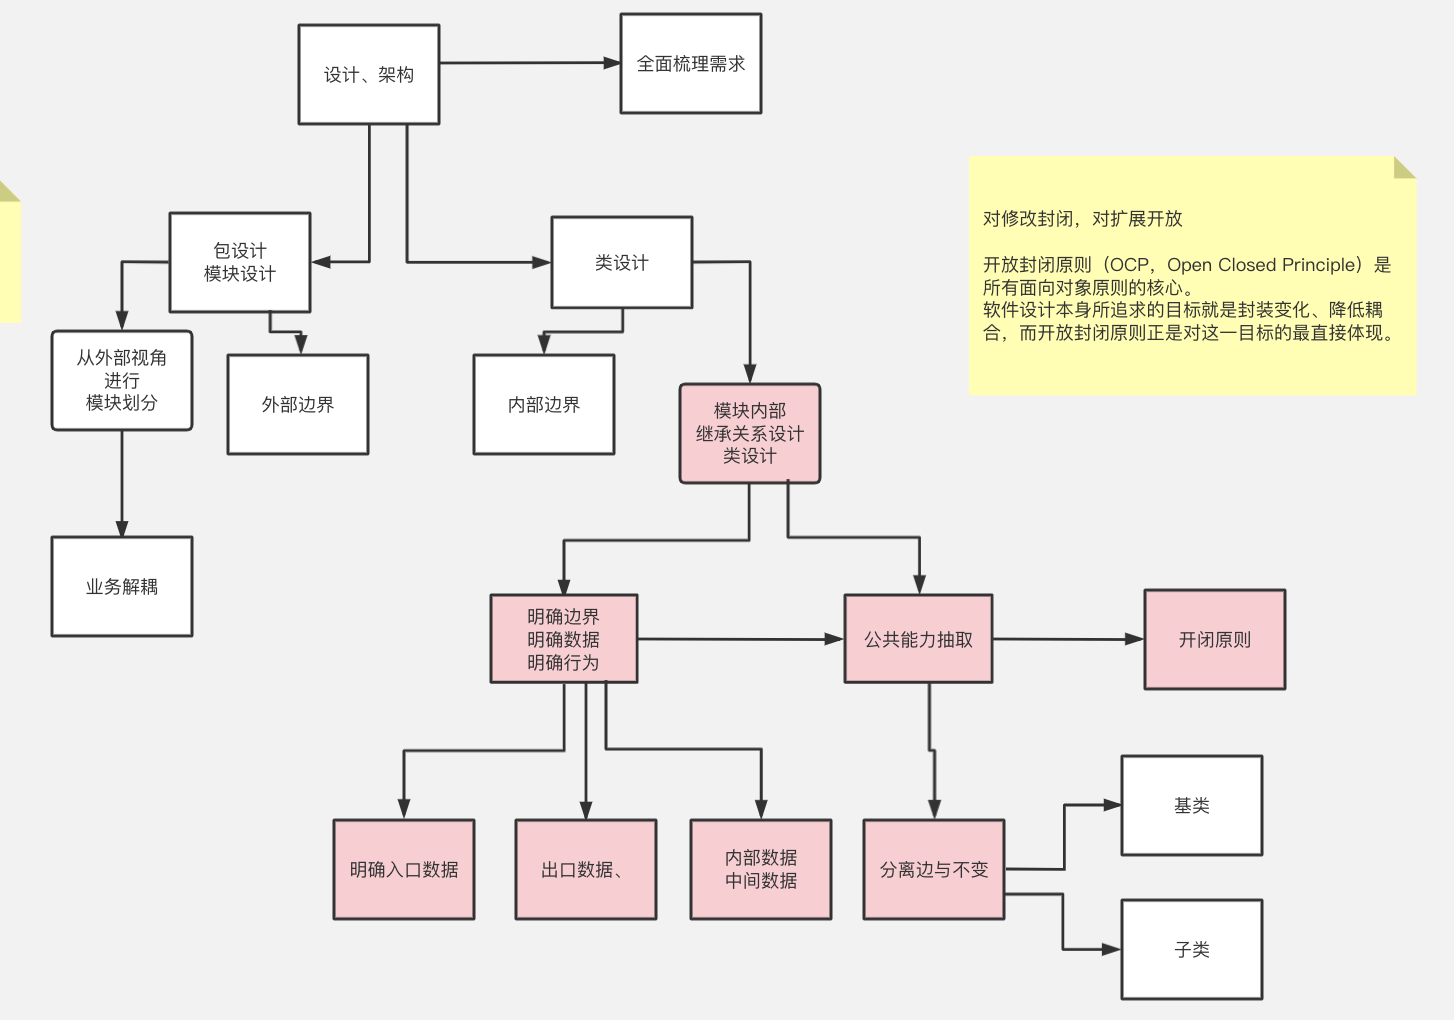 设计、架构
全面梳理需求
包设计
模块设计
类设计
对修改封闭，对扩展开放
开放封闭原则（OCP，Open Closed Principle）是
所有面向对象原则的核心。
软件设计本身所追求的目标就是封装变化、降低耦
合，而开放封闭原则正是对这一目标的最直接体现。
从外部视角
进行
模块划分
外部边界
内部边界
模块内部
继承关系设计
类设计
业务解耦
明确边界
明确数据
明确行为
公共能力抽取
开闭原则
明确入口数据
出口数据、
内部数据
中间数据
分离边与不变
基类
子类